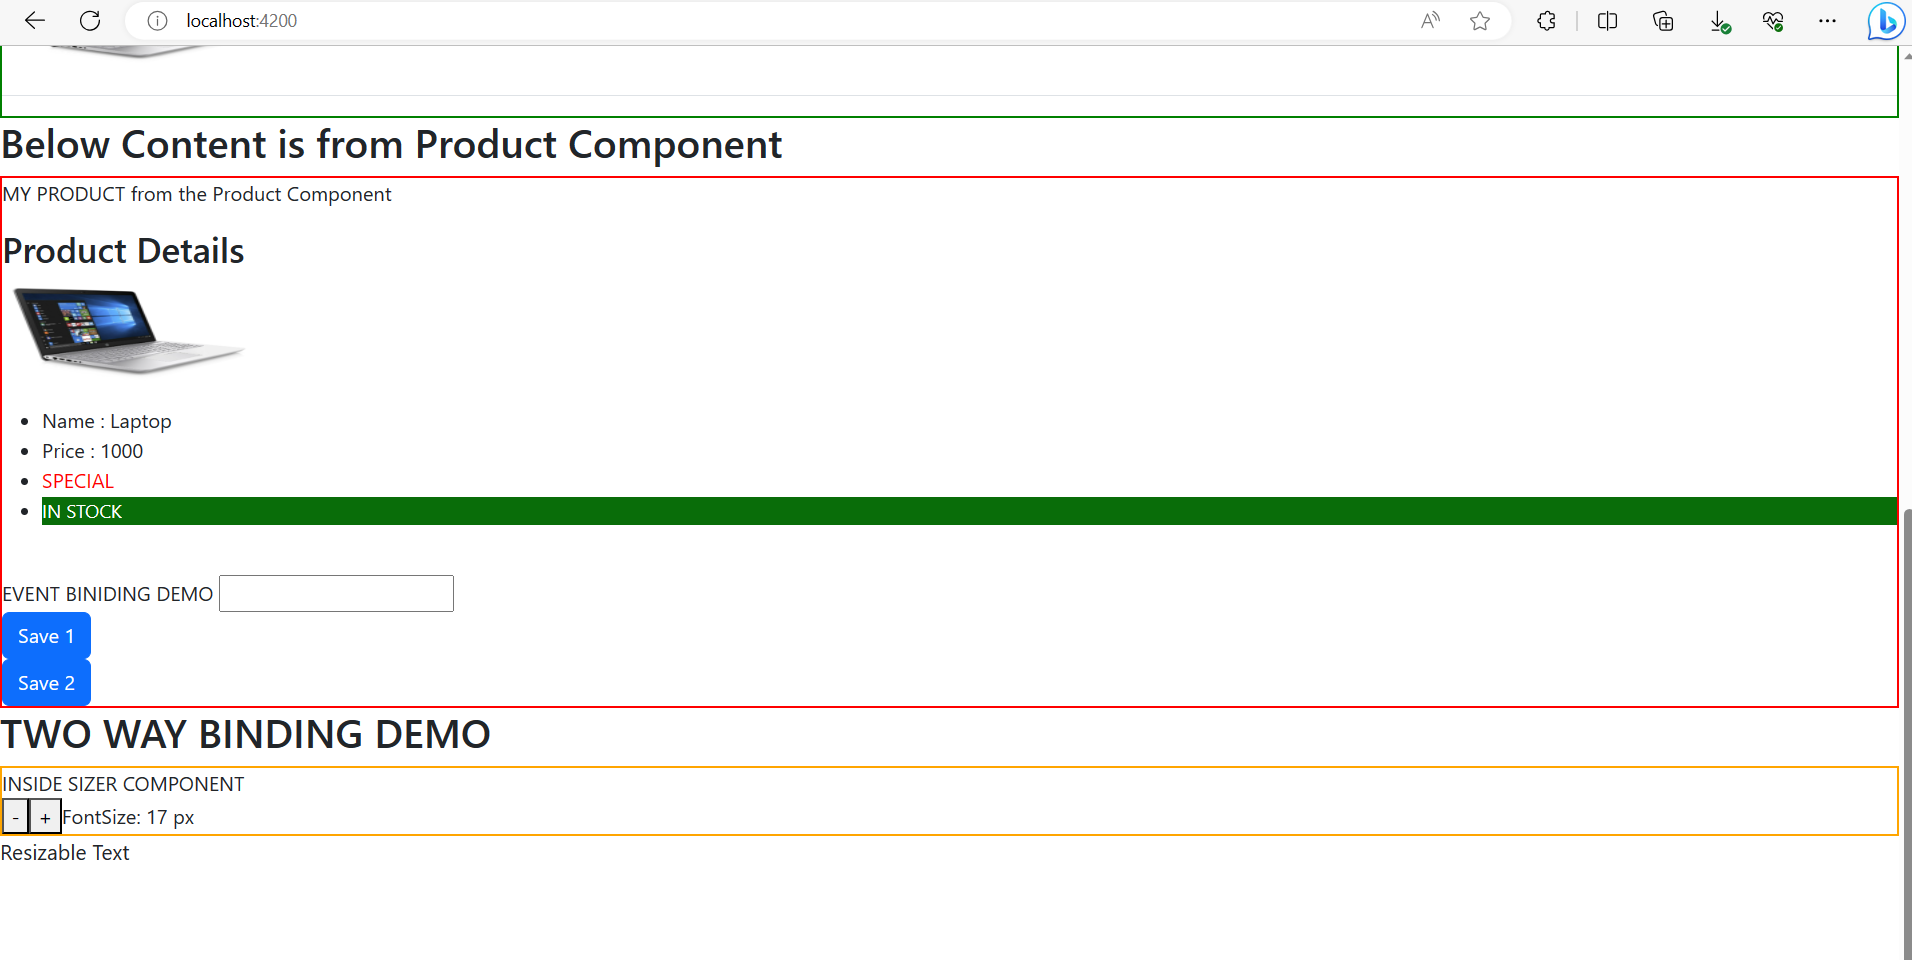 localhost:4200
Below Content is from Product Component
MY PRODUCT from the Product Component
Product Details
Name : Laptop
Price : 1000
SPECIAL
IN STOCK
EVENT BINIDING DEMO
Save 1
Save 2
TWO WAY BINDING DEMO
INSIDE SIZER COMPONENT
- + FontSize: 17 px
Resizable Text